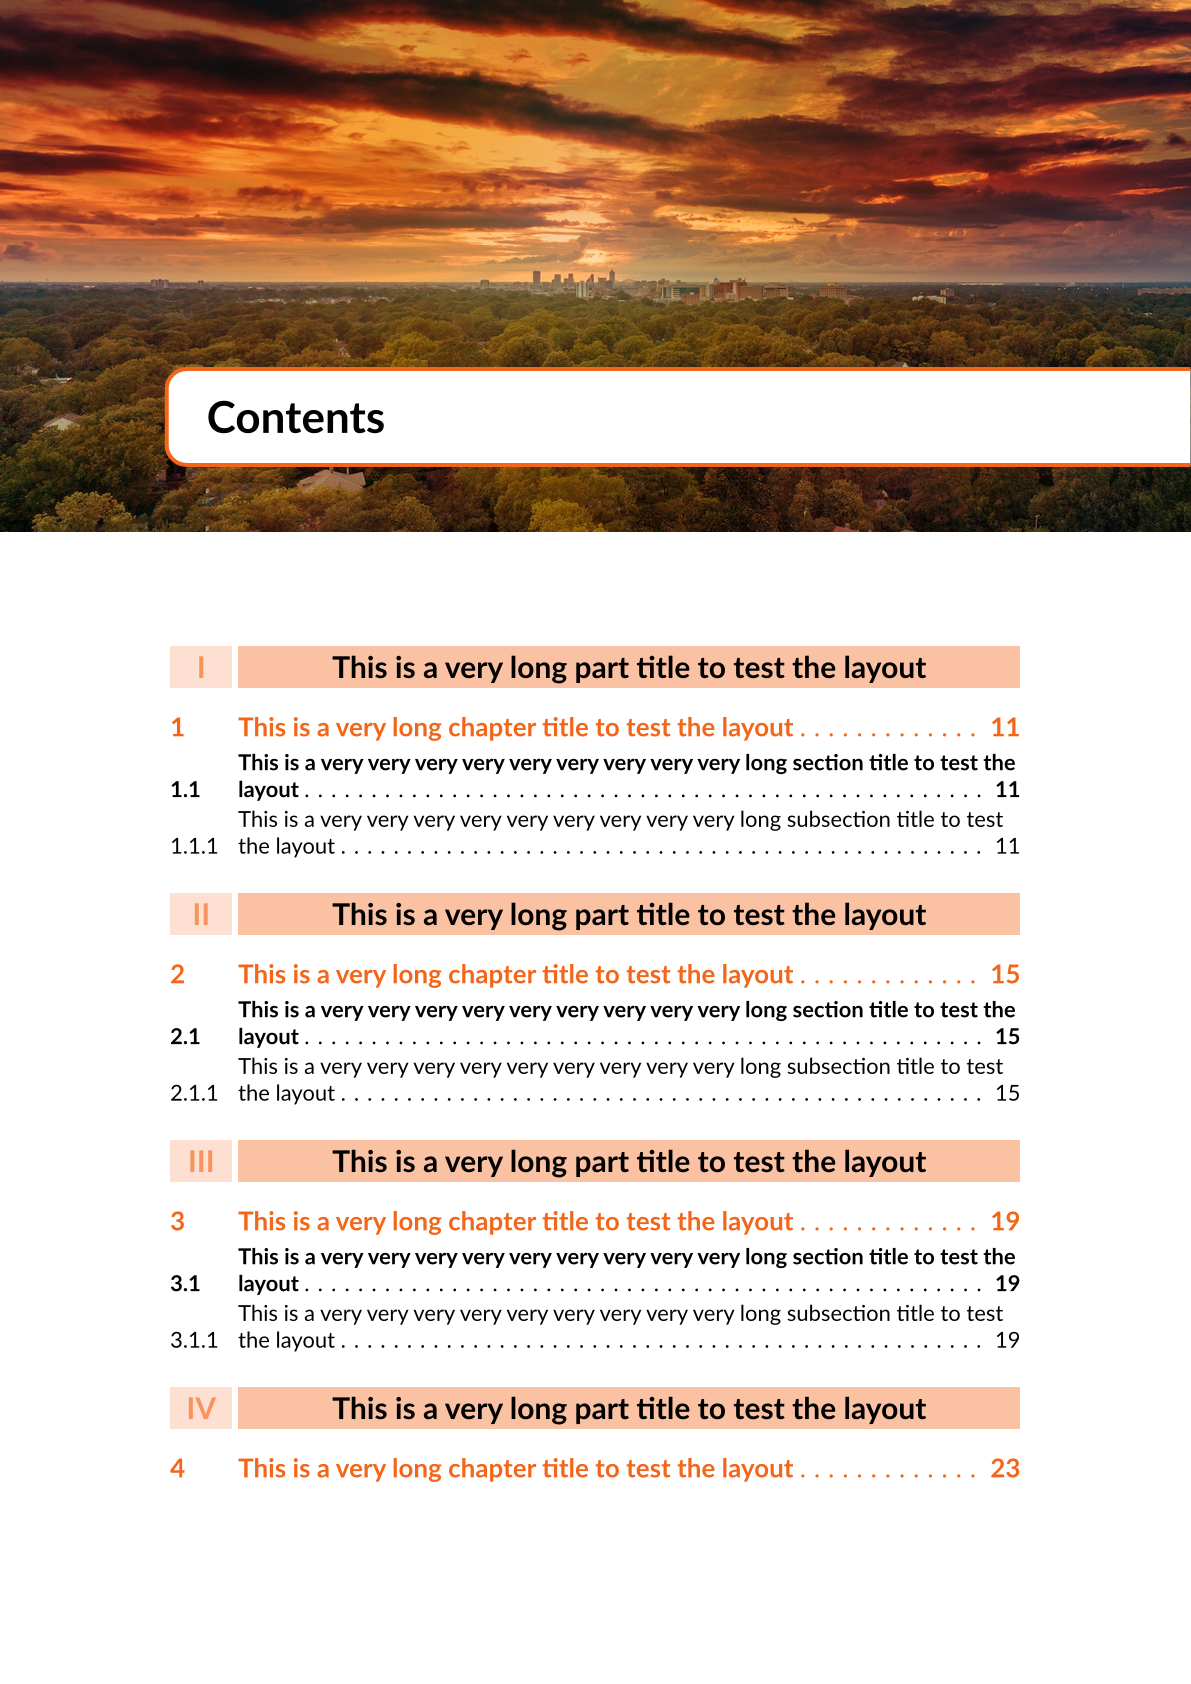 Contents
I This is a very long part title to test the layout
1 This is a very long chapter title to test the layout . . . . . . . . . . . . . 11
This is a very very very very very very very very very long section title to test the
1.1 layout . . . . . . . . . . . . . . . . . . . . . . . . . . . . . . . . . . . . . . . . . . . . . . . . . . . 11
This is a very very very very very very very very very long subsection title to test
1.1.1 the layout . . . . . . . . . . . . . . . . . . . . . . . . . . . . . . . . . . . . . . . . . . . . . . . . . 11
II This is a very long part title to test the layout
2 This is a very long chapter title to test the layout . . . . . . . . . . . . . 15
This is a very very very very very very very very very long section title to test the
2.1 layout . . . . . . . . . . . . . . . . . . . . . . . . . . . . . . . . . . . . . . . . . . . . . . . . . . . 15
This is a very very very very very very very very very long subsection title to test
2.1.1 the layout . . . . . . . . . . . . . . . . . . . . . . . . . . . . . . . . . . . . . . . . . . . . . . . . . 15
III This is a very long part title to test the layout
3 This is a very long chapter title to test the layout . . . . . . . . . . . . . 19
This is a very very very very very very very very very long section title to test the
3.1 layout . . . . . . . . . . . . . . . . . . . . . . . . . . . . . . . . . . . . . . . . . . . . . . . . . . . 19
This is a very very very very very very very very very long subsection title to test
3.1.1 the layout . . . . . . . . . . . . . . . . . . . . . . . . . . . . . . . . . . . . . . . . . . . . . . . . . 19
IV This is a very long part title to test the layout
4 This is a very long chapter title to test the layout . . . . . . . . . . . . . 23